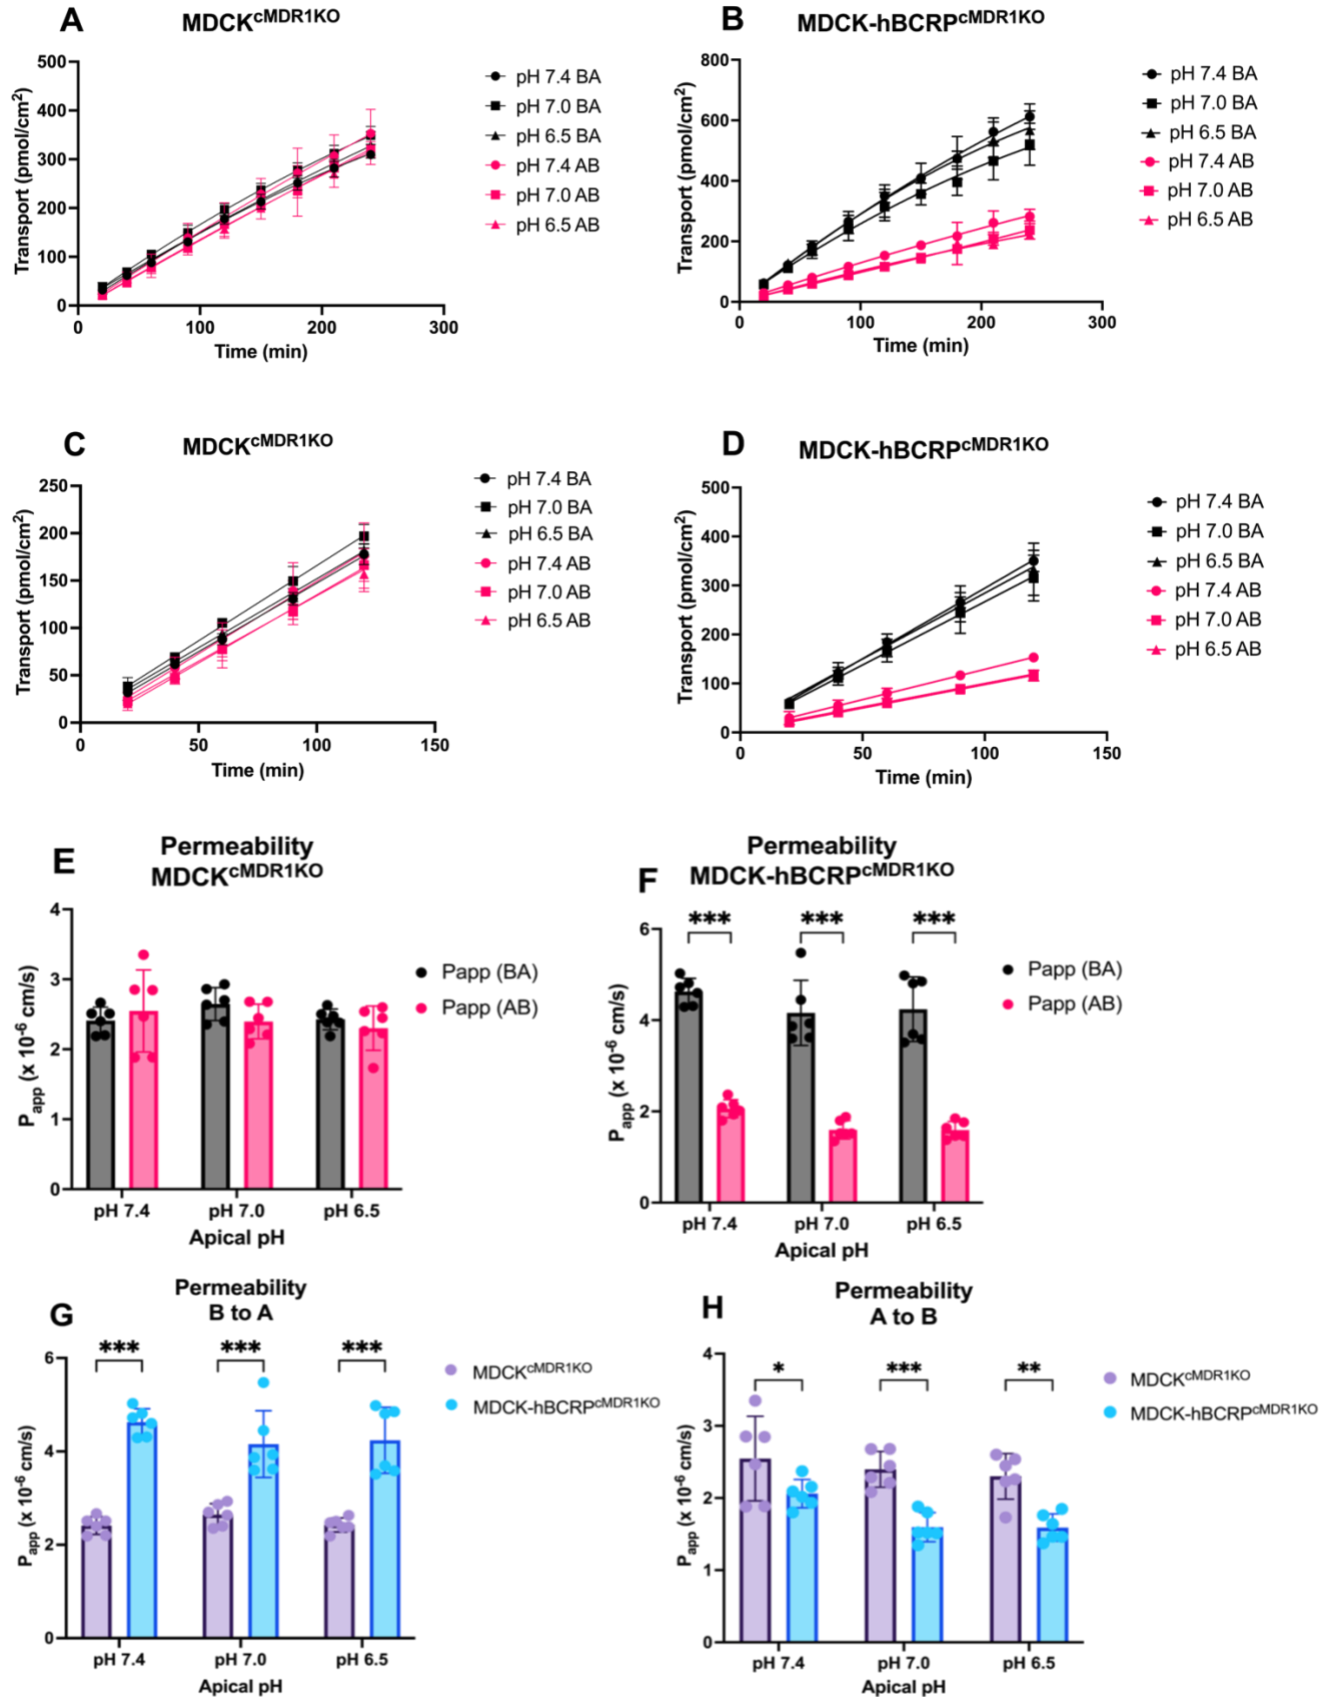 A
MDCKcMDR1KO
Transport (pmol/cm2)
500
400
300
200
100
0
0 100 200 300
Time (min)
pH 7.4 BA
pH 7.0 BA
pH 6.5 BA
pH 7.4 AB
pH 7.0 AB
pH 6.5 AB
B
MDCK-hBCRPcMDR1KO
Transport (pmol/cm2)
800
600
400
200
0
0 100 200 300
Time (min)
pH 7.4 BA
pH 7.0 BA
pH 6.5 BA
pH 7.4 AB
pH 7.0 AB
pH 6.5 AB
C
MDCKcMDR1KO
Transport (pmol/cm2)
250
200
150
100
50
0
0 50 100 150
Time (min)
pH 7.4 BA
pH 7.0 BA
pH 6.5 BA
pH 7.4 AB
pH 7.0 AB
pH 6.5 AB
D
MDCK-hBCRPcMDR1KO
Transport (pmol/cm2)
500
400
300
200
100
0
0 50 100 150
Time (min)
pH 7.4 BA
pH 7.0 BA
pH 6.5 BA
pH 7.4 AB
pH 7.0 AB
pH 6.5 AB
E
Permeability
MDCKcMDR1KO
Papp (x 10-6 cm/s)
4
3
2
1
0
pH 7.4 pH 7.0 pH 6.5
Apical pH
Papp (BA)
Papp (AB)
F
Permeability
MDCK-hBCRPcMDR1KO
Papp (x 10-6 cm/s)
6
4
2
0
*** *** ***
pH 7.4 pH 7.0 pH 6.5
Apical pH
Papp (BA)
Papp (AB)
G
Permeability
B to A
Papp (x 10-6 cm/s)
6
4
2
0
*** *** ***
pH 7.4 pH 7.0 pH 6.5
Apical pH
MDCKcMDR1KO
MDCK-hBCRPcMDR1KO
H
Permeability
A to B
Papp (x 10-6 cm/s)
4
3
2
1
0
* *** **
pH 7.4 pH 7.0 pH 6.5
Apical pH
MDCKcMDR1KO
MDCK-hBCRPcMDR1KO